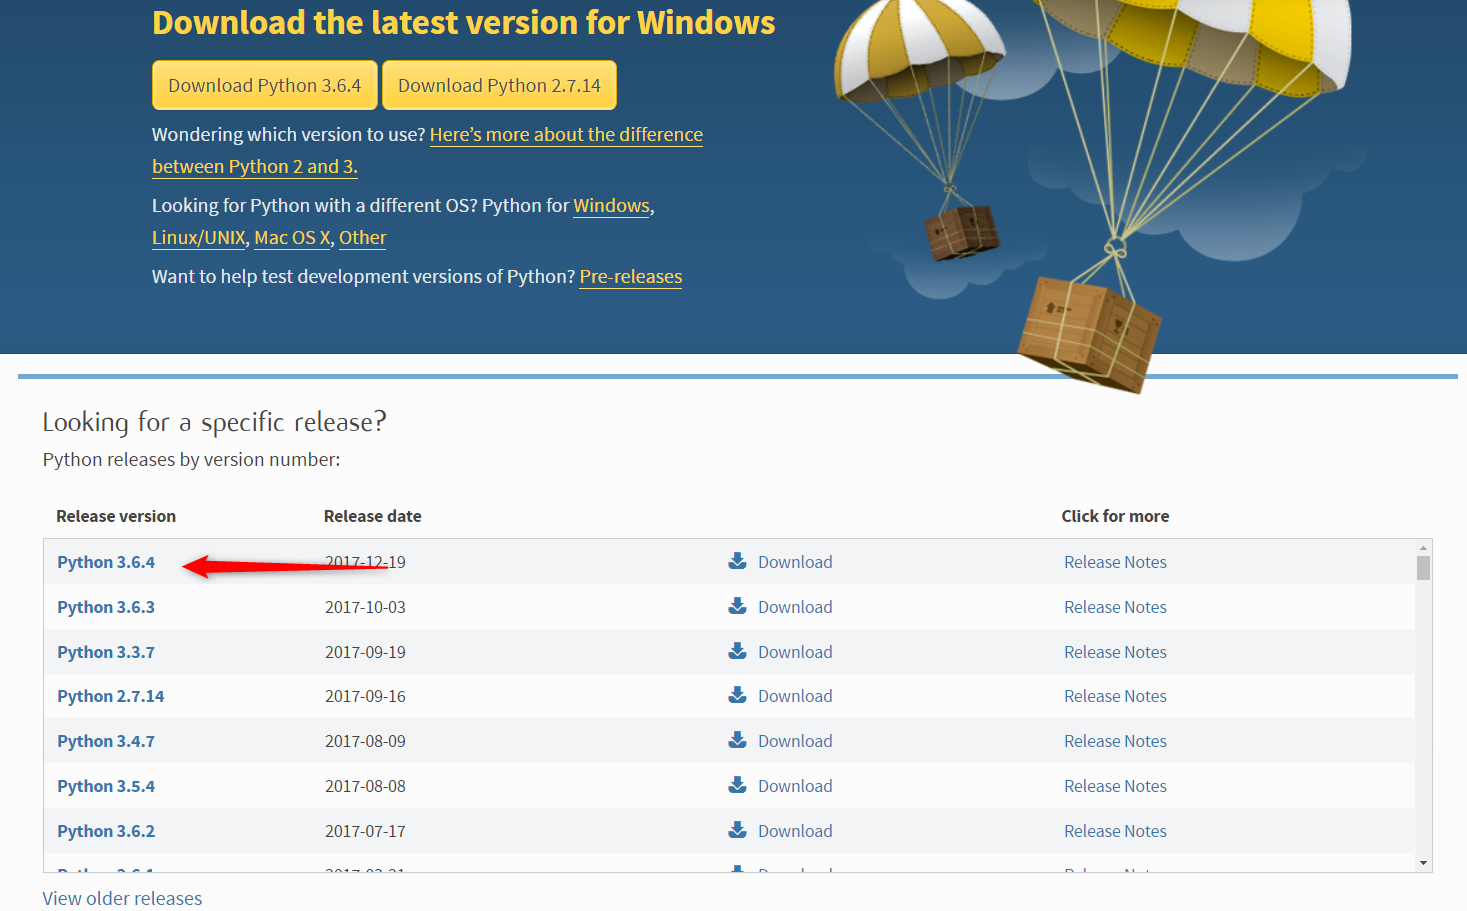 Download the latest version for Windows
Download Python 3.6.4 Download Python 2.7.14
Wondering which version to use? Here's more about the difference
between Python 2 and 3.
Looking for Python with a different OS? Python for Windows,
Linux/UNIX, Mac OS X, Other
Want to help test development versions of Python? Pre-releases
Looking for a specific release?
Python releases by version number:
Release version Release date Click for more
Python 3.6.4 2017-12-19 Download Release Notes
Python 3.6.3 2017-10-03 Download Release Notes
Python 3.3.7 2017-09-19 Download Release Notes
Python 2.7.14 2017-09-16 Download Release Notes
Python 3.4.7 2017-08-09 Download Release Notes
Python 3.5.4 2017-08-08 Download Release Notes
Python 3.6.2 2017-07-17 Download Release Notes
View older releases